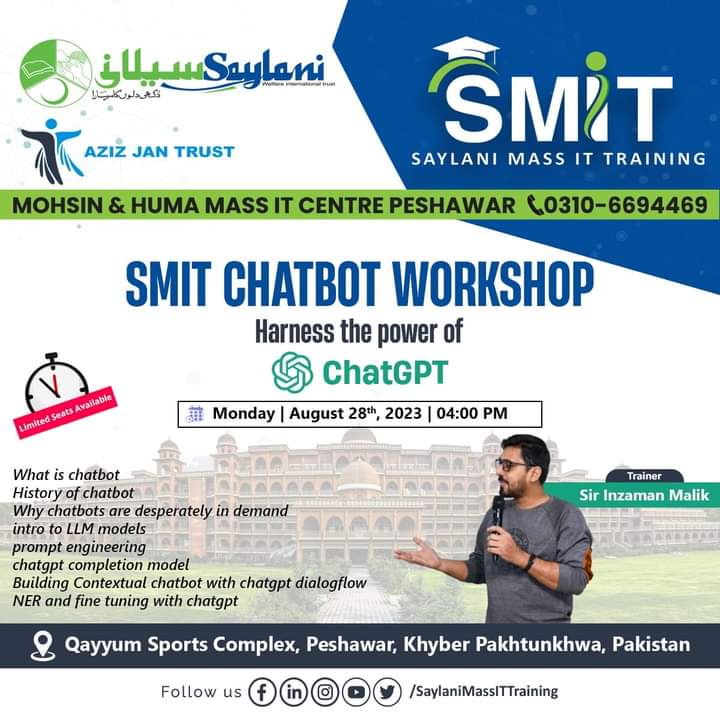 سیلانی Saylani
Welfare international trust
SMIT
SAYLANI MASS IT TRAINING
AZIZ JAN TRUST
MOHSIN & HUMA MASS IT CENTRE PESHAWAR 0310-6694469
SMIT CHATBOT WORKSHOP
Harness the power of
ChatGPT
Limited Seats Available
Monday | August 28th, 2023 | 04:00 PM
What is chatbot
History of chatbot
Why chatbots are desperately in demand
intro to LLM models
prompt engineering
chatgpt completion model
Building Contextual chatbot with chatgpt dialogflow
NER and fine tuning with chatgpt
Trainer
Sir Inzaman Malik
Qayyum Sports Complex, Peshawar, Khyber Pakhtunkhwa, Pakistan
Follow us /SaylaniMassITTraining